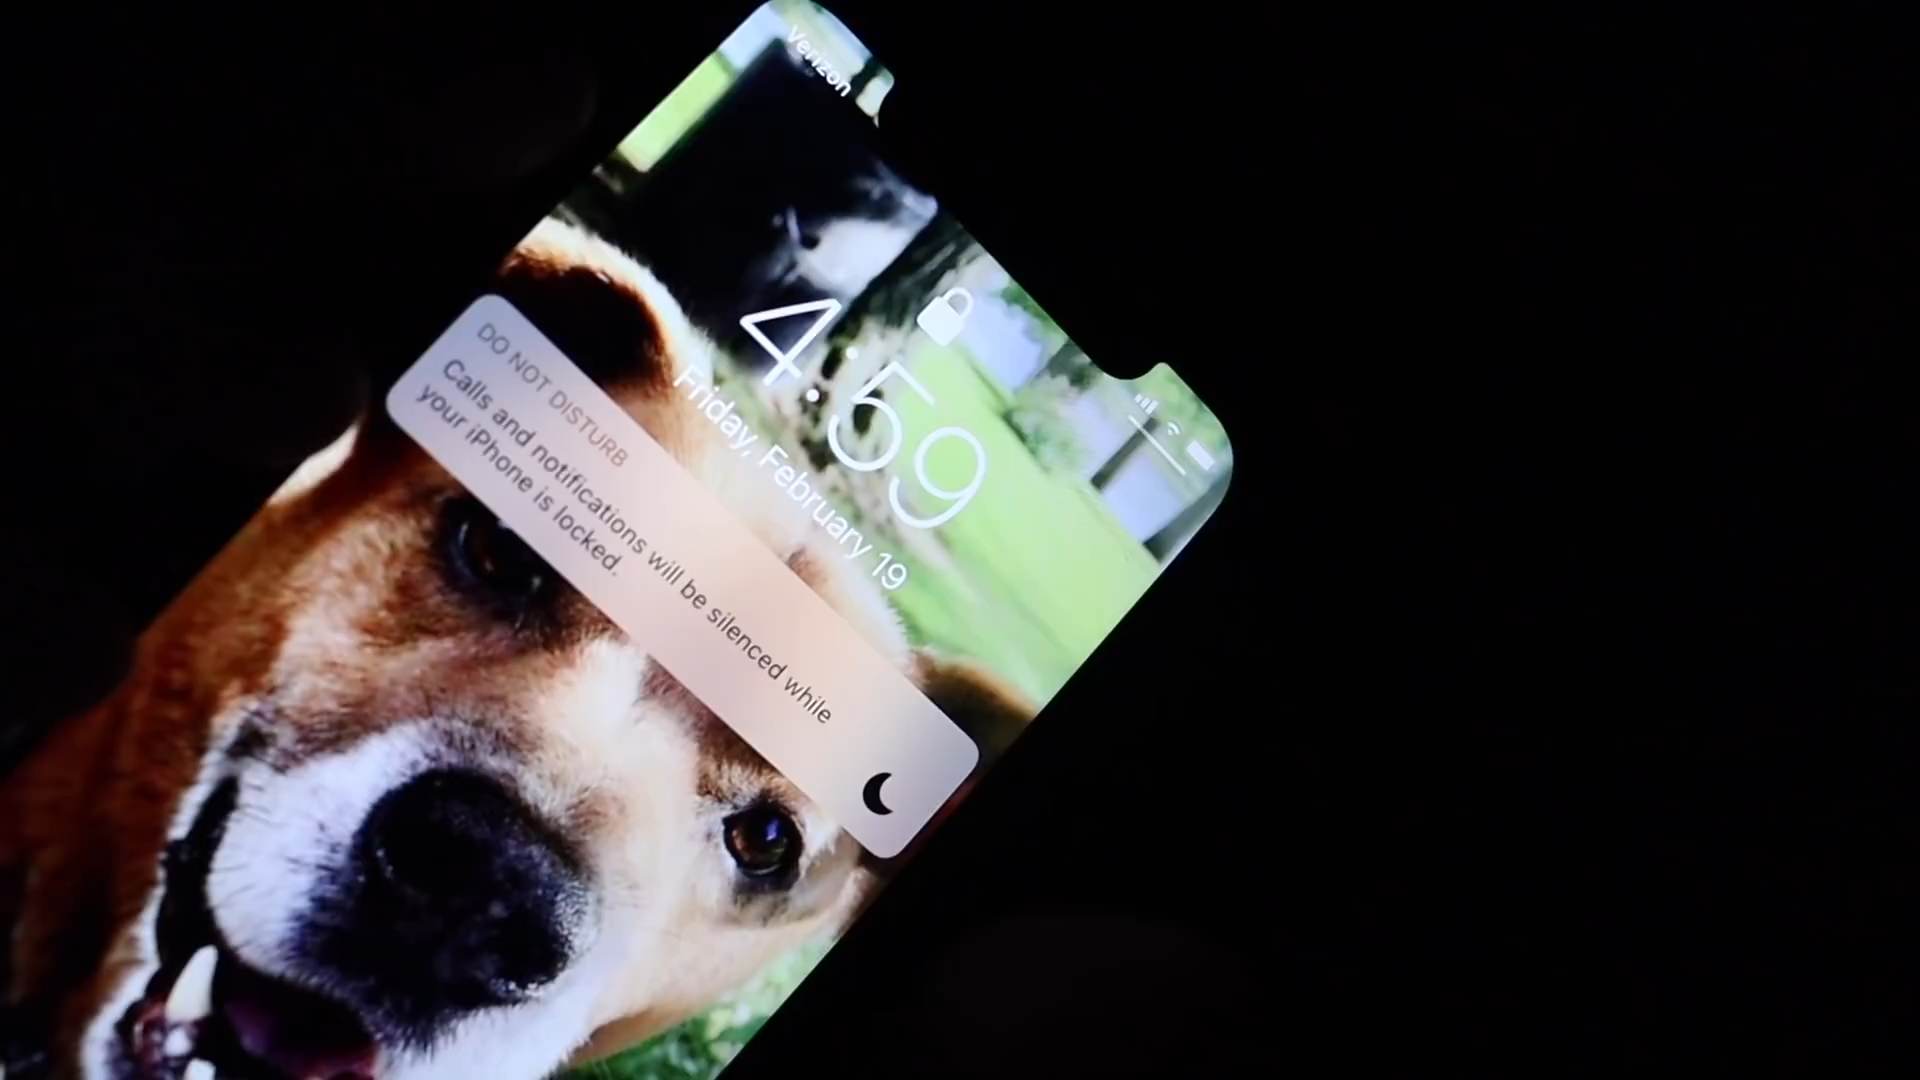 Verizon
4:59
Friday, February 19
DO NOT DISTURB
Calls and notifications will be silenced while
your iPhone is locked.